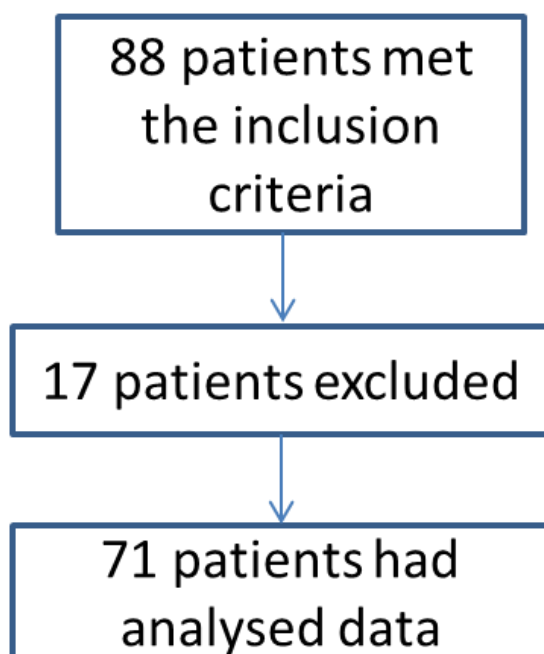 88 patients met
the inclusion
criteria
17 patients excluded
71 patients had
analysed data